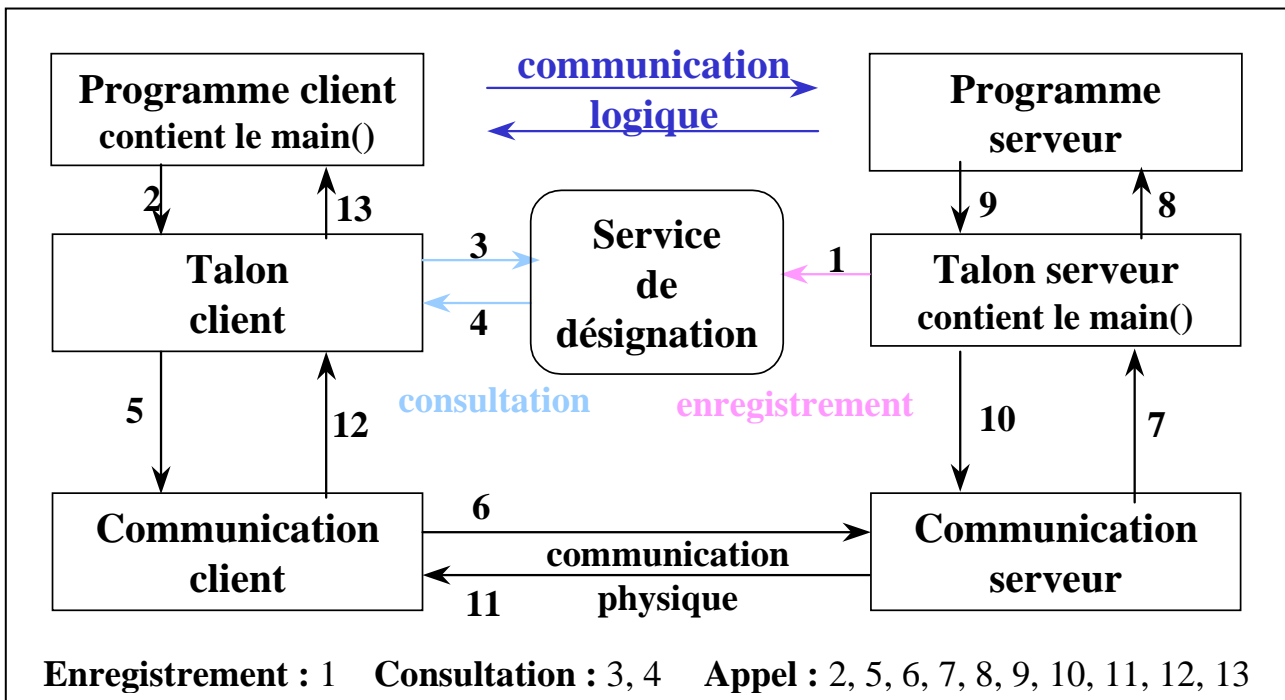 Programme client
contient le main()
communication
logique
Programme
serveur
2
13
9
8
Talon
client
3
4
Service
de
désignation
1
Talon serveur
contient le main()
5
12
consultation
enregistrement
10
7
Communication
client
6
communication
11
physique
Communication
serveur
Enregistrement : 1 Consultation : 3, 4 Appel : 2, 5, 6, 7, 8, 9, 10, 11, 12, 13